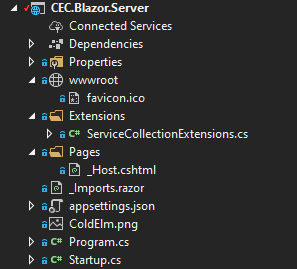 CEC.Blazor.Server
Connected Services
Dependencies
Properties
wwwroot
favicon.ico
Extensions
C# ServiceCollectionExtensions.cs
Pages
_Host.cshtml
_Imports.razor
appsettings.json
ColdElm.png
C# Program.cs
C# Startup.cs